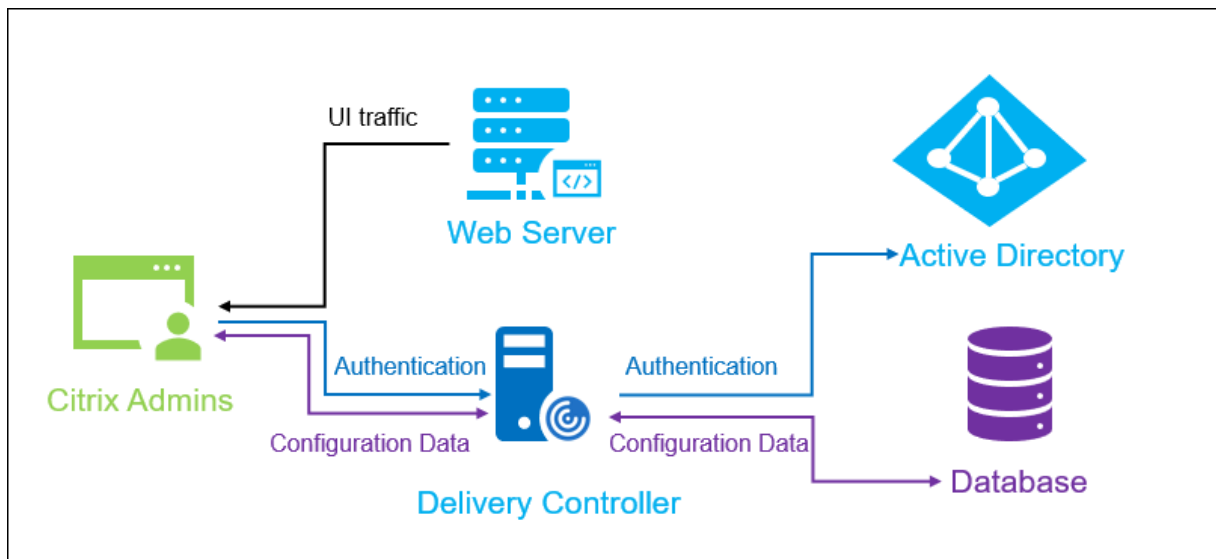 UI traffic
</>
Web Server
Active Directory
Authentication
Authentication
Citrix Admins
Configuration Data
Configuration Data
Database
Delivery Controller